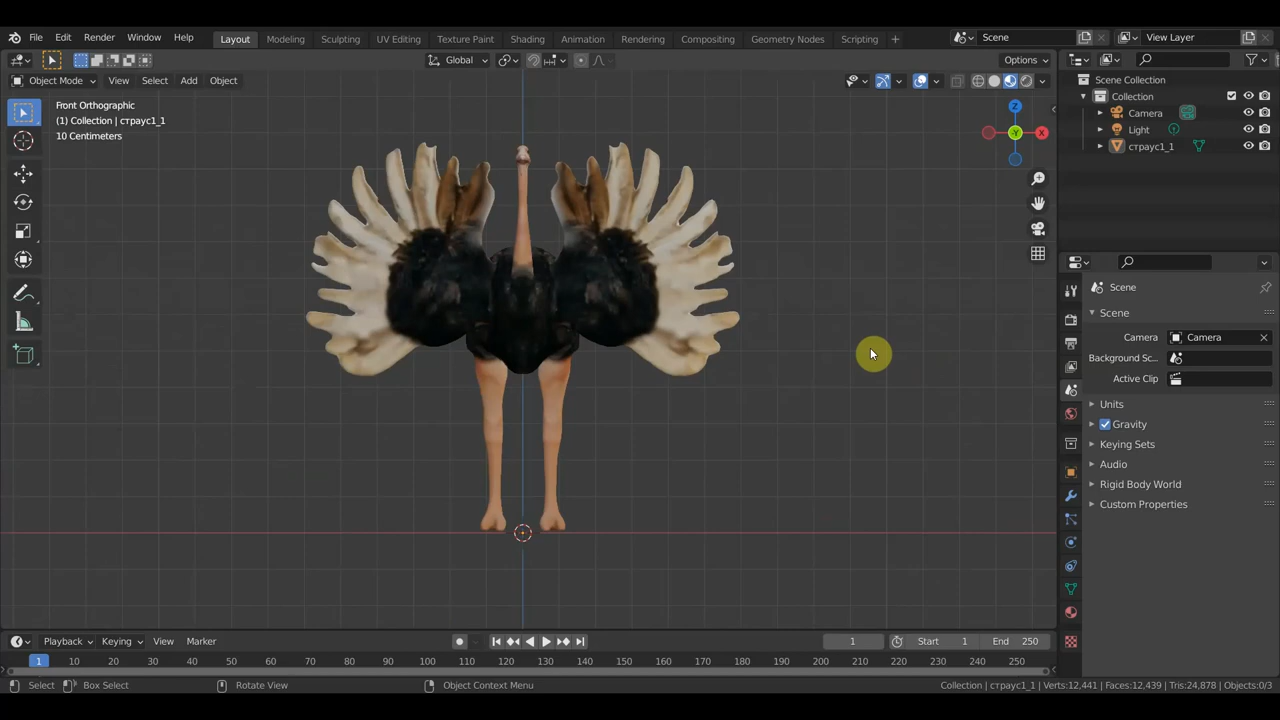 File Edit Render Window Help Layout Modeling Sculpting UV Editing Texture Paint Shading Animation Rendering Compositing Geometry Nodes Scripting + Scene View Layer
Global Options
Object Mode View Select Add Object
Front Orthographic
(1) Collection | страус1_1
10 Centimeters
Z
X
-Y
Scene Collection
Collection
Camera
Light
страус1_1
Scene
Scene
Camera Camera
Background Sc...
Active Clip
Units
Gravity
Keying Sets
Audio
Rigid Body World
Custom Properties
Playback Keying View Marker 1 Start 1 End 250
1 10 20 30 40 50 60 70 80 90 100 110 120 130 140 150 160 170 180 190 200 210 220 230 240 250
Select Box Select Rotate View Object Context Menu Collection | страус1_1 | Verts:12,441 | Faces:12,439 | Tris:24,878 | Objects:0/3